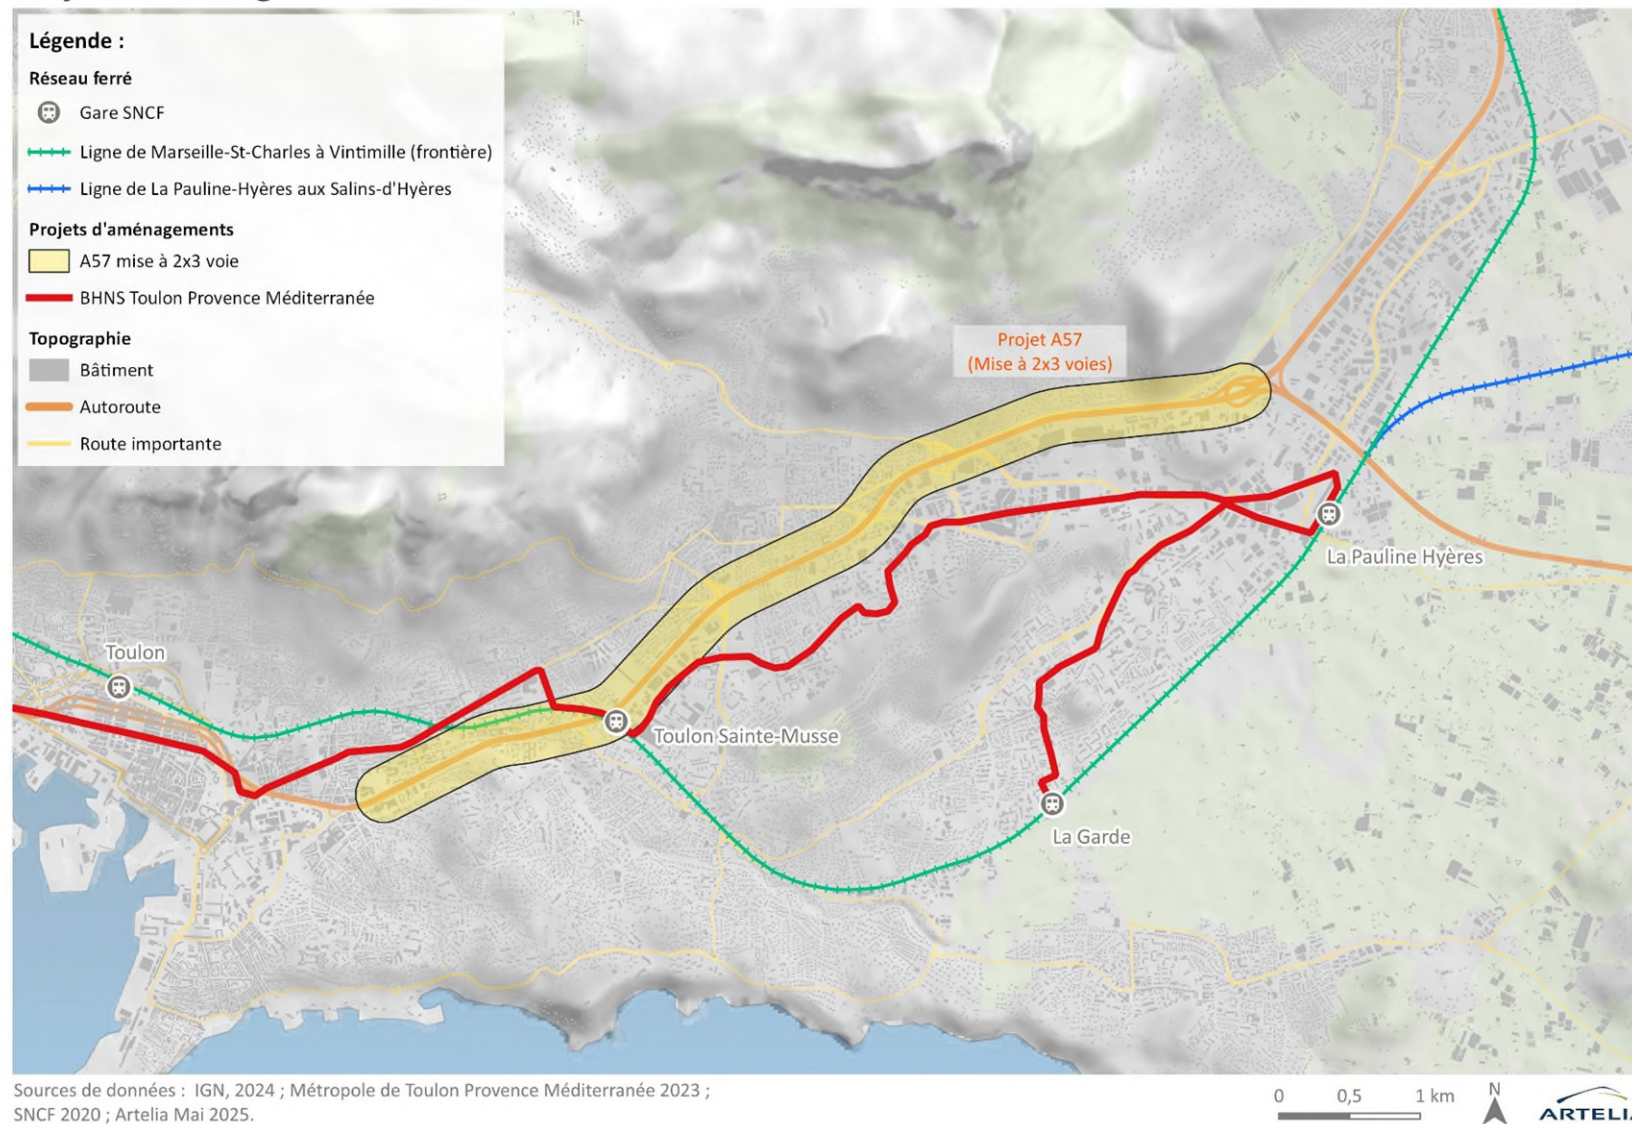 Légende :
Réseau ferré
Gare SNCF
Ligne de Marseille-St-Charles à Vintimille (frontière)
Ligne de La Pauline-Hyères aux Salins-d'Hyères
Projets d'aménagements
A57 mise à 2x3 voie
BHNS Toulon Provence Méditerranée
Topographie
Bâtiment
Autoroute
Route importante
Projet A57
(Mise à 2x3 voies)
La Pauline Hyères
Toulon
Toulon Sainte-Musse
La Garde
Sources de données : IGN, 2024 ; Métropole de Toulon Provence Méditerranée 2023 ;
SNCF 2020 ; Artelia Mai 2025.
0 0,5 1 km
N
ARTELIA